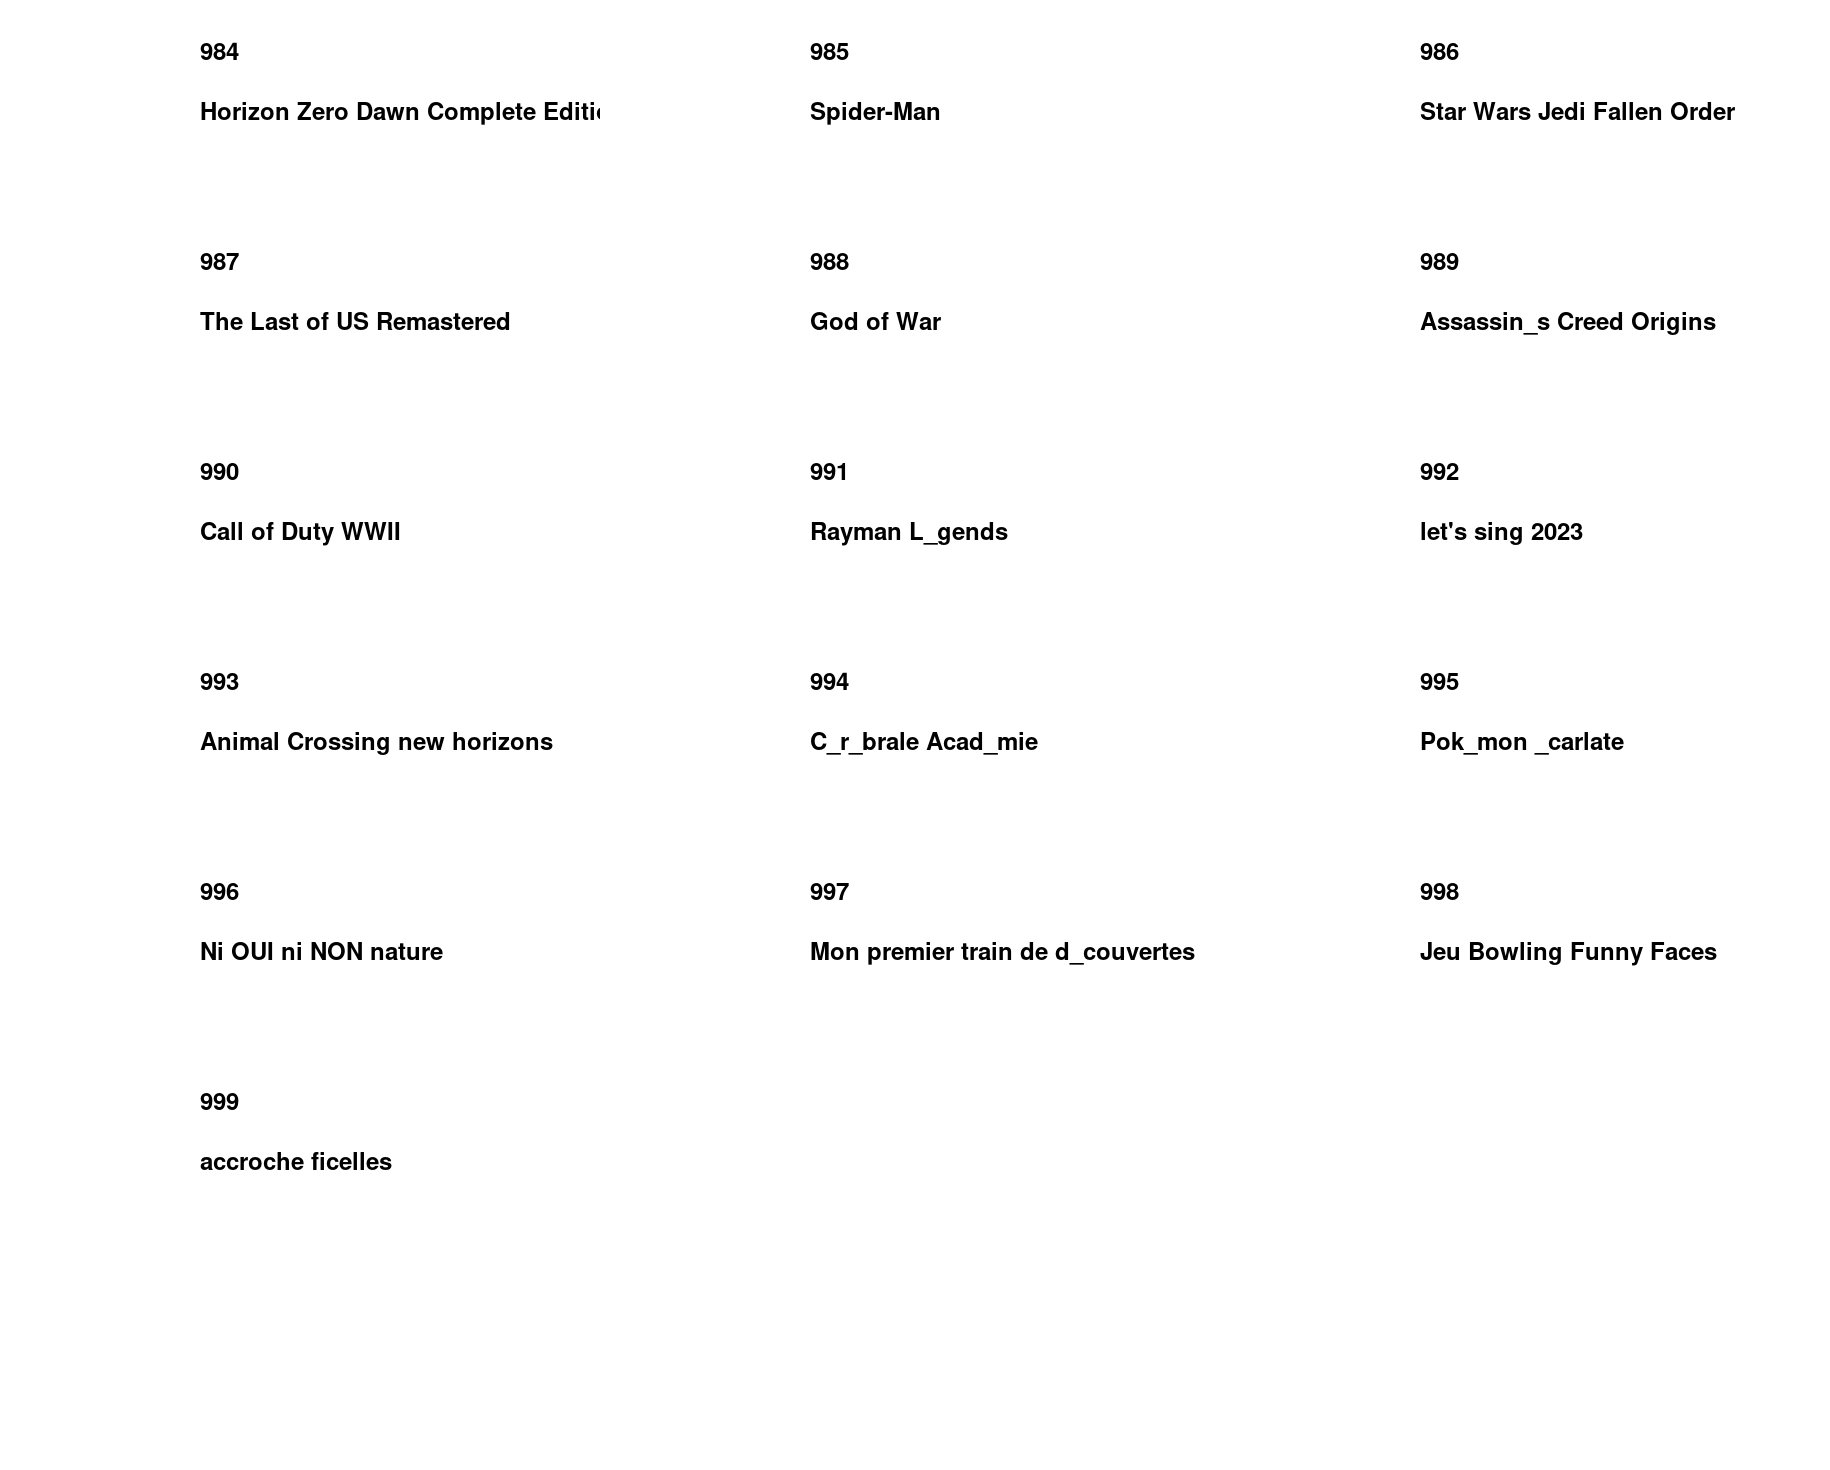 984
Horizon Zero Dawn Complete Editi
985
Spider-Man
986
Star Wars Jedi Fallen Order
987
The Last of US Remastered
988
God of War
989
Assassin_s Creed Origins
990
Call of Duty WWII
991
Rayman L_gends
992
let's sing 2023
993
Animal Crossing new horizons
994
C_r_brale Acad_mie
995
Pok_mon _carlate
996
Ni OUI ni NON nature
997
Mon premier train de d_couvertes
998
Jeu Bowling Funny Faces
999
accroche ficelles